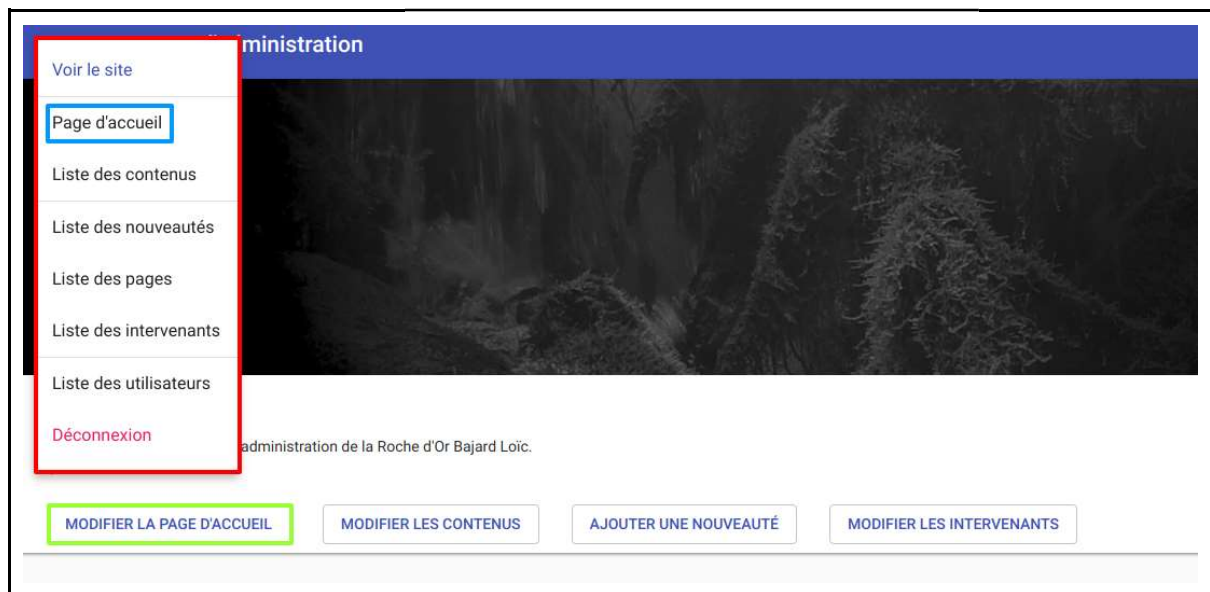 ministration
Voir le site
Page d'accueil
Liste des contenus
Liste des nouveautés
Liste des pages
Liste des intervenants
Liste des utilisateurs
Déconnexion
administration de la Roche d'Or Bajard Loïc.
MODIFIER LA PAGE D'ACCUEIL
MODIFIER LES CONTENUS
AJOUTER UNE NOUVEAUTÉ
MODIFIER LES INTERVENANTS